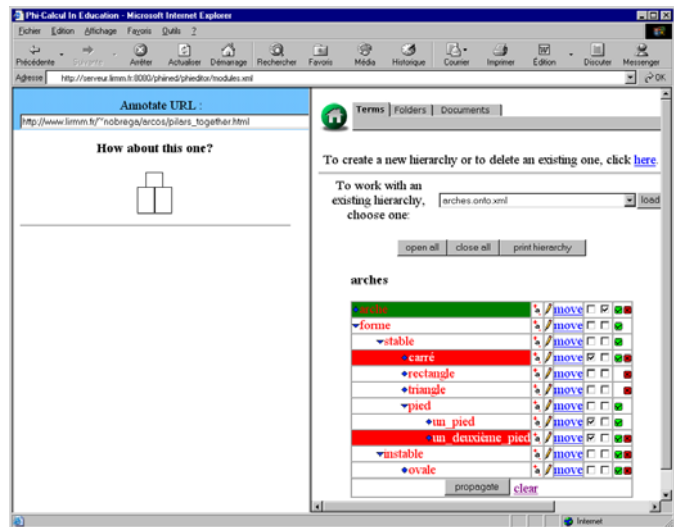 Phi-Calcul In Education - Microsoft Internet Explorer
Fichier Edition Affichage Favoris Outils ?
Précédente Suivante Arrêter Actualiser Démarrage Rechercher Favoris Média Historique Courrier Imprimer Edition Discuter Messenger
Adresse http://serveur.lirmm.fr:8080/phined/phieditor/modules.xml OK
Annotate URL :
http://www.lirmm.fr/~nobrega/arcos/pilars_together.html
How about this one?
Terms Folders Documents
To create a new hierarchy or to delete an existing one, click here.
To work with an
existing hierarchy,
choose one:
arches.onto.xml load
open all close all print hierarchy
arches
arche move
forme move
stable move
carré move
rectangle move
triangle move
pied move
un_pied move
un_deuxième_pied move
instable move
ovale move
propagate clear
Internet